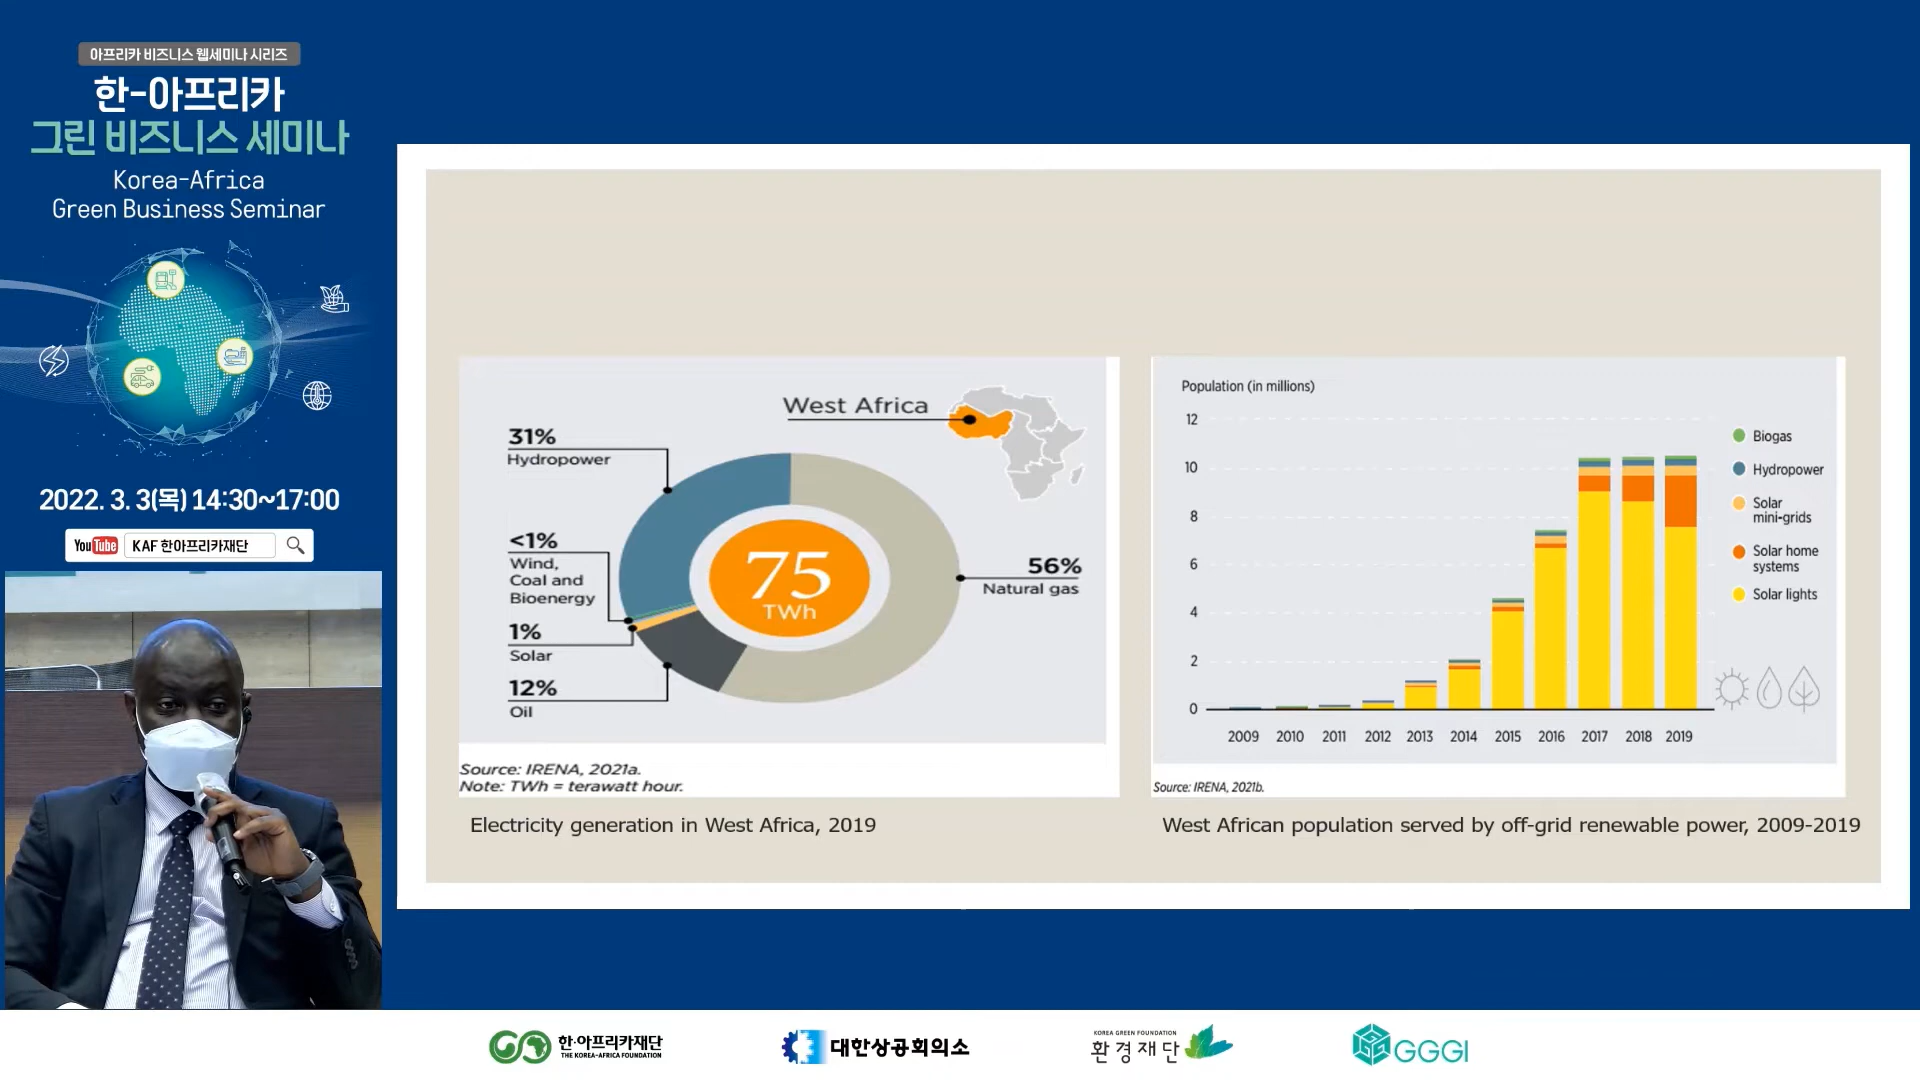 아프리카 비즈니스 웹세미나 시리즈
한-아프리카
그린 비즈니스 세미나
Korea-Africa
Green Business Seminar
2022. 3. 3(목) 14:30~17:00
YouTube KAF 한아프리카재단
West Africa
31%
Hydropower
<1%
Wind,
Coal and
Bioenergy
1%
Solar
12%
Oil
75
TWh
56%
Natural gas
Source: IRENA, 2021a.
Note: TWh = terawatt hour.
Electricity generation in West Africa, 2019
Population (in millions)
12
10
8
6
4
2
0
2009 2010 2011 2012 2013 2014 2015 2016 2017 2018 2019
Biogas
Hydropower
Solar
mini-grids
Solar home
systems
Solar lights
Source: IRENA, 2021b.
West African population served by off-grid renewable power, 2009-2019
한·아프리카재단
THE KOREA-AFRICA FOUNDATION
대한상공회의소
KOREA GREEN FOUNDATION
환경재단
GGGI